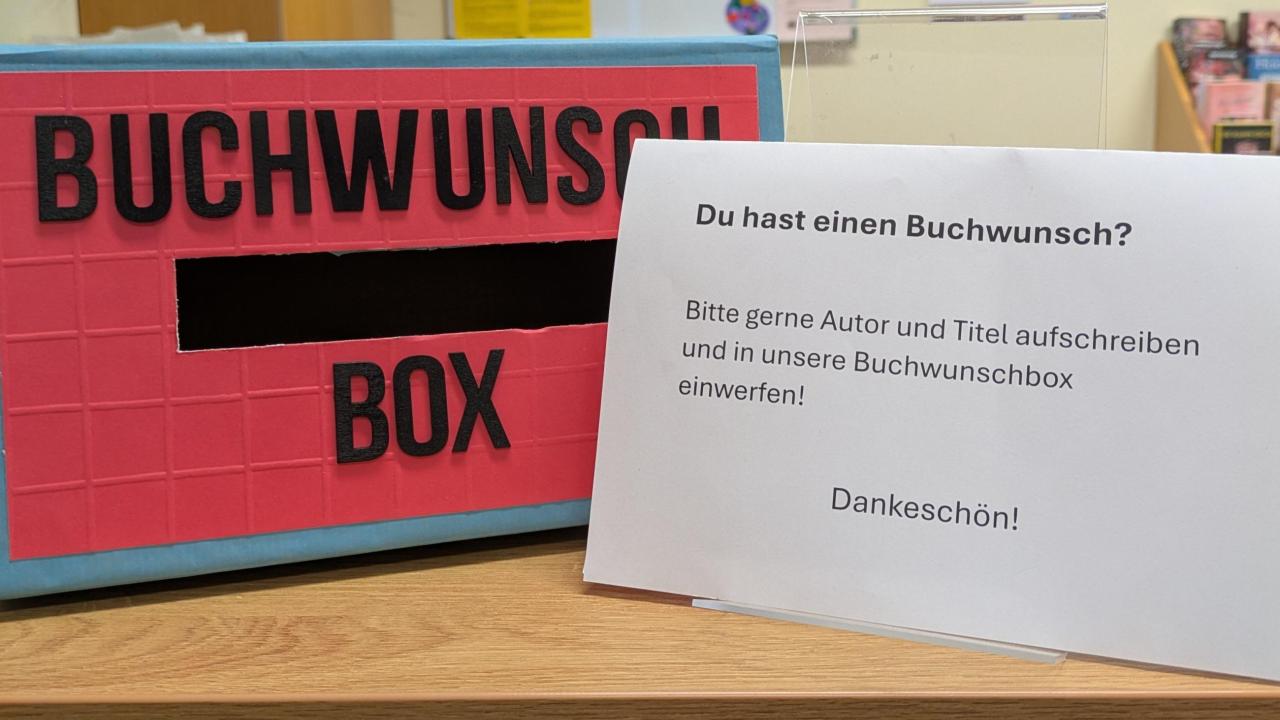 BUCHWUNSCH
BOX
Du hast einen Buchwunsch?
Bitte gerne Autor und Titel aufschreiben
und in unsere Buchwunschbox
einwerfen!
Dankeschön!